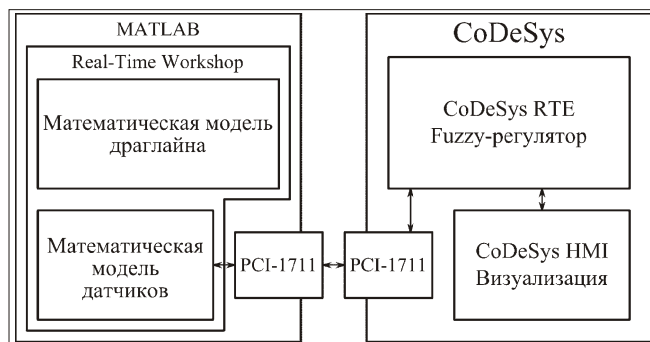 MATLAB
Real-Time Workshop
Математическая модель
драглайна
Математическая
модель
датчиков
PCI-1711
PCI-1711
CoDeSys
CoDeSys RTE
Fuzzy-регулятор
CoDeSys HMI
Визуализация